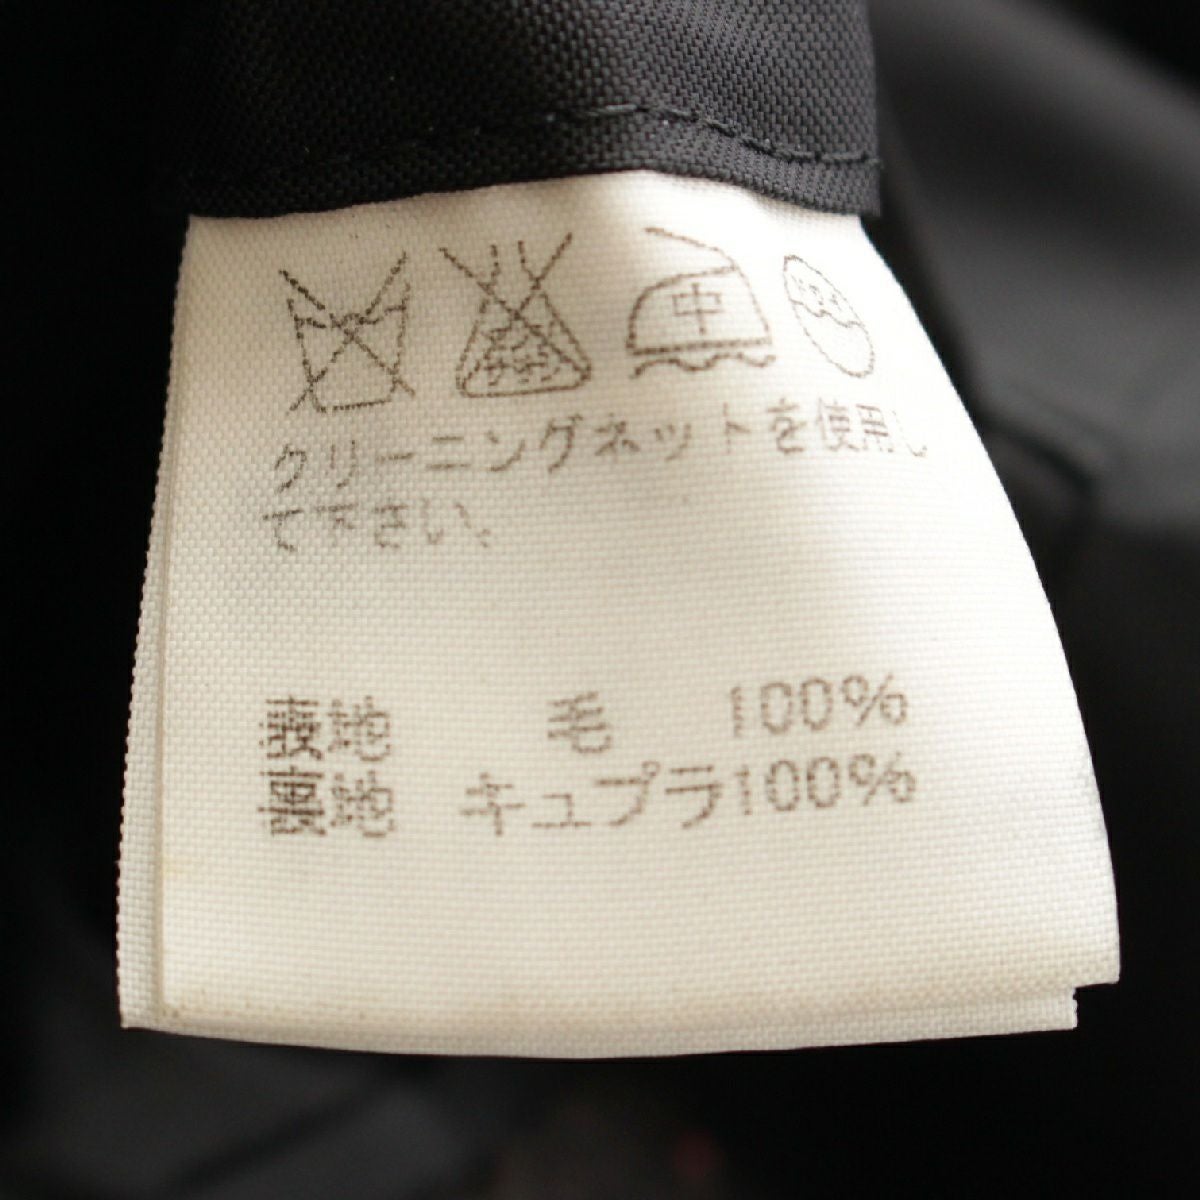 中
クリーニングネットを使用し
て下さい。
表地 毛 100%
裏地 キュプラ100%